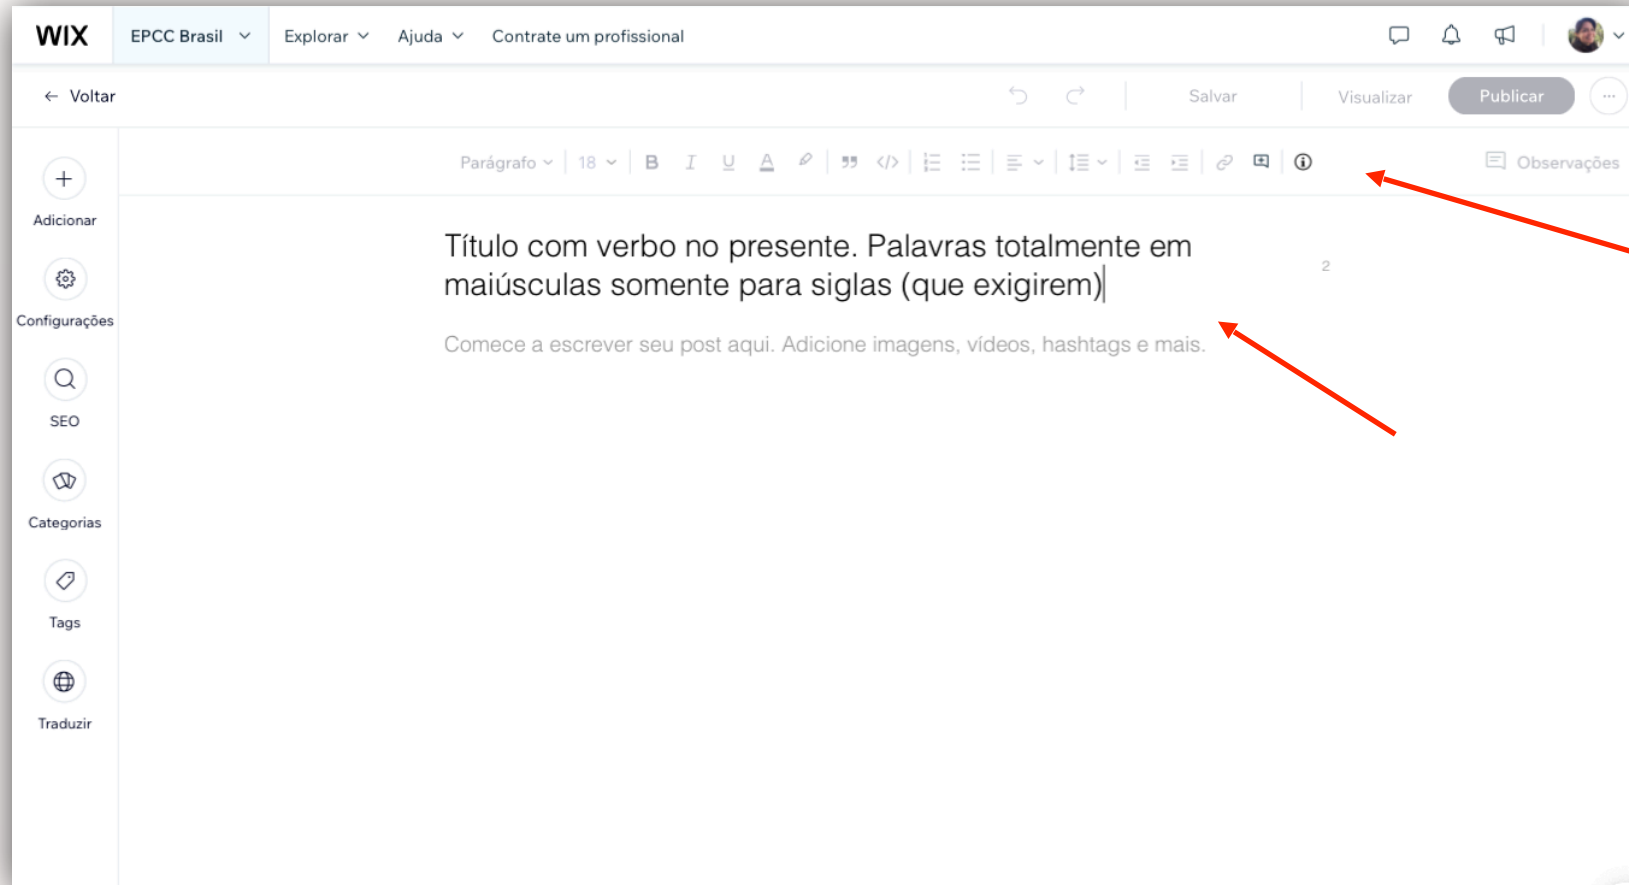 WIX EPCC Brasil Explorar Ajuda Contrate um profissional
Voltar Salvar Visualizar Publicar
Parágrafo 18 B I U A Observações
Adicionar
Configurações
SEO
Categorias
Tags
Traduzir
Título com verbo no presente. Palavras totalmente em
maiúsculas somente para siglas (que exigirem)
2
Comece a escrever seu post aqui. Adicione imagens, vídeos, hashtags e mais.